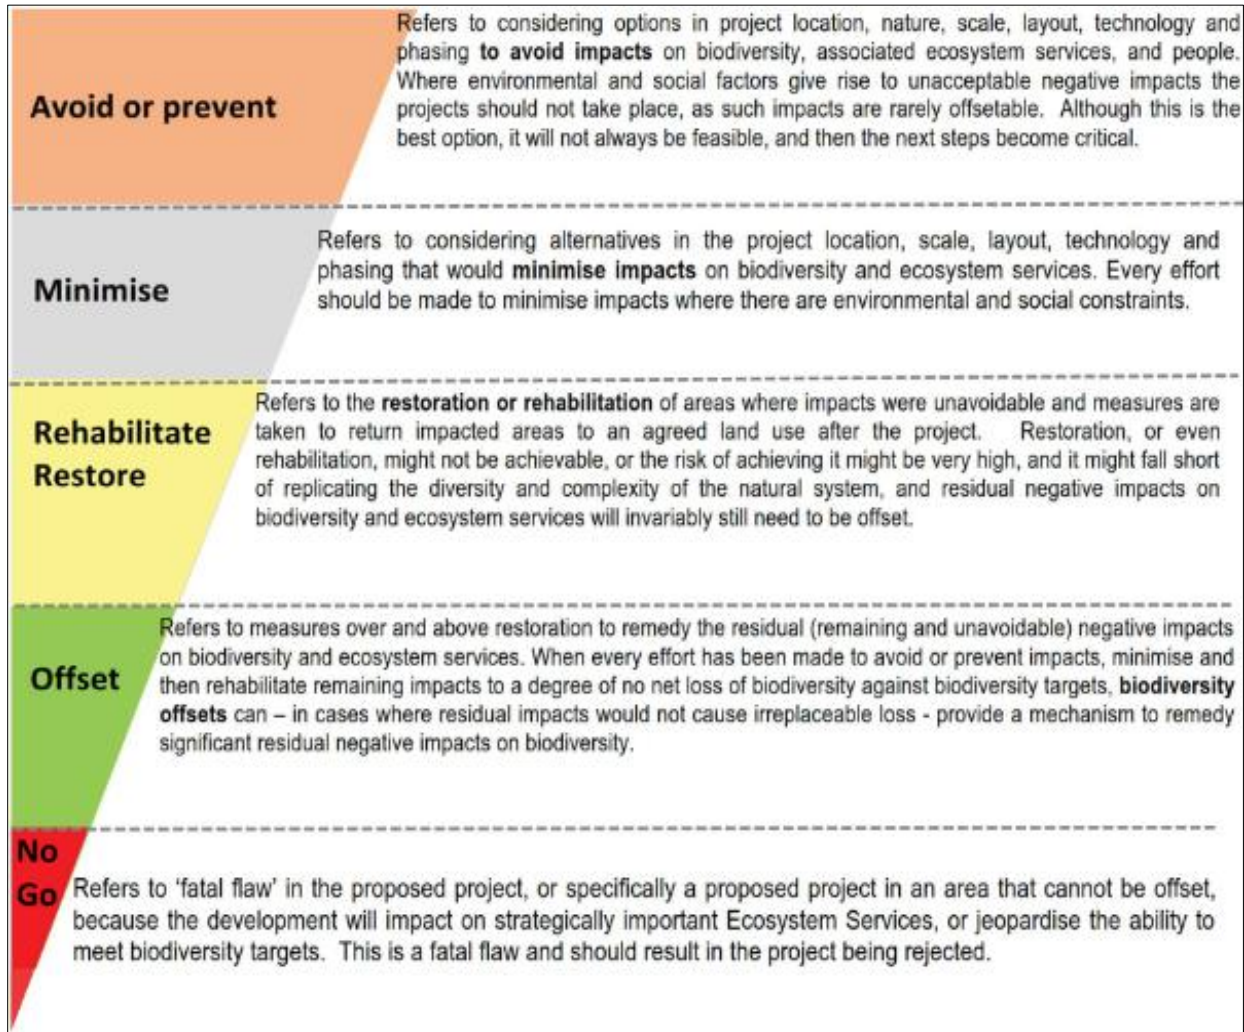 Refers to considering options in project location, nature, scale, layout, technology and
phasing to avoid impacts on biodiversity, associated ecosystem services, and people.
Where environmental and social factors give rise to unacceptable negative impacts the
projects should not take place, as such impacts are rarely offsetable. Although this is the
best option, it will not always be feasible, and then the next steps become critical.
Avoid or prevent
Refers to considering alternatives in the project location, scale, layout, technology and
phasing that would minimise impacts on biodiversity and ecosystem services. Every effort
should be made to minimise impacts where there are environmental and social constraints.
Minimise
Refers to the restoration or rehabilitation of areas where impacts were unavoidable and measures are
taken to return impacted areas to an agreed land use after the project. Restoration, or even
rehabilitation, might not be achievable, or the risk of achieving it might be very high, and it might fall short
of replicating the diversity and complexity of the natural system, and residual negative impacts on
biodiversity and ecosystem services will invariably still need to be offset.
Rehabilitate
Restore
Refers to measures over and above restoration to remedy the residual (remaining and unavoidable) negative impacts
on biodiversity and ecosystem services. When every effort has been made to avoid or prevent impacts, minimise and
then rehabilitate remaining impacts to a degree of no net loss of biodiversity against biodiversity targets, biodiversity
offsets can – in cases where residual impacts would not cause irreplaceable loss - provide a mechanism to remedy
significant residual negative impacts on biodiversity.
Offset
No
Go
Refers to ‘fatal flaw’ in the proposed project, or specifically a proposed project in an area that cannot be offset,
because the development will impact on strategically important Ecosystem Services, or jeopardise the ability to
meet biodiversity targets. This is a fatal flaw and should result in the project being rejected.